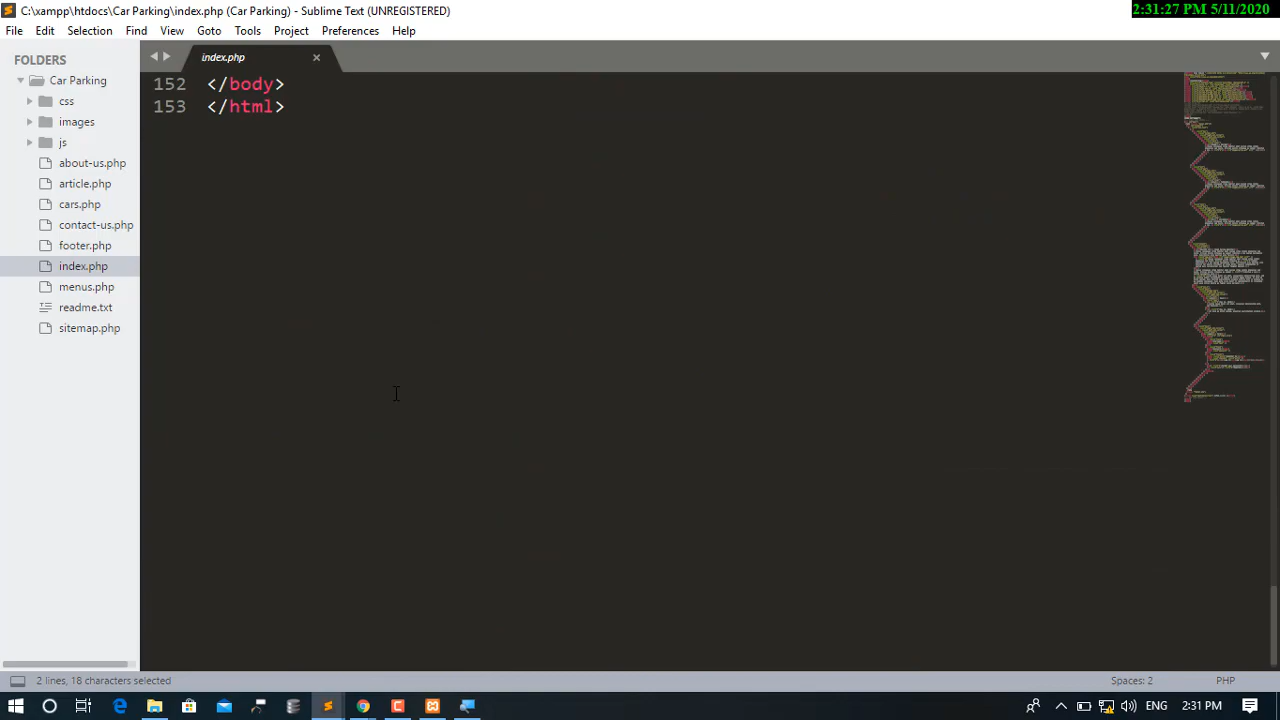 C:\xampp\htdocs\Car Parking\index.php (Car Parking) - Sublime Text (UNREGISTERED)
2:31:27 PM 5/11/2020
File Edit Selection Find View Goto Tools Project Preferences Help
FOLDERS
index.php
Car Parking
152 </body>
css
153 </html>
images
js
about-us.php
article.php
cars.php
contact-us.php
footer.php
index.php
menus.php
readme.txt
sitemap.php
2 lines, 18 characters selected
Spaces: 2
PHP
ENG
2:31 PM